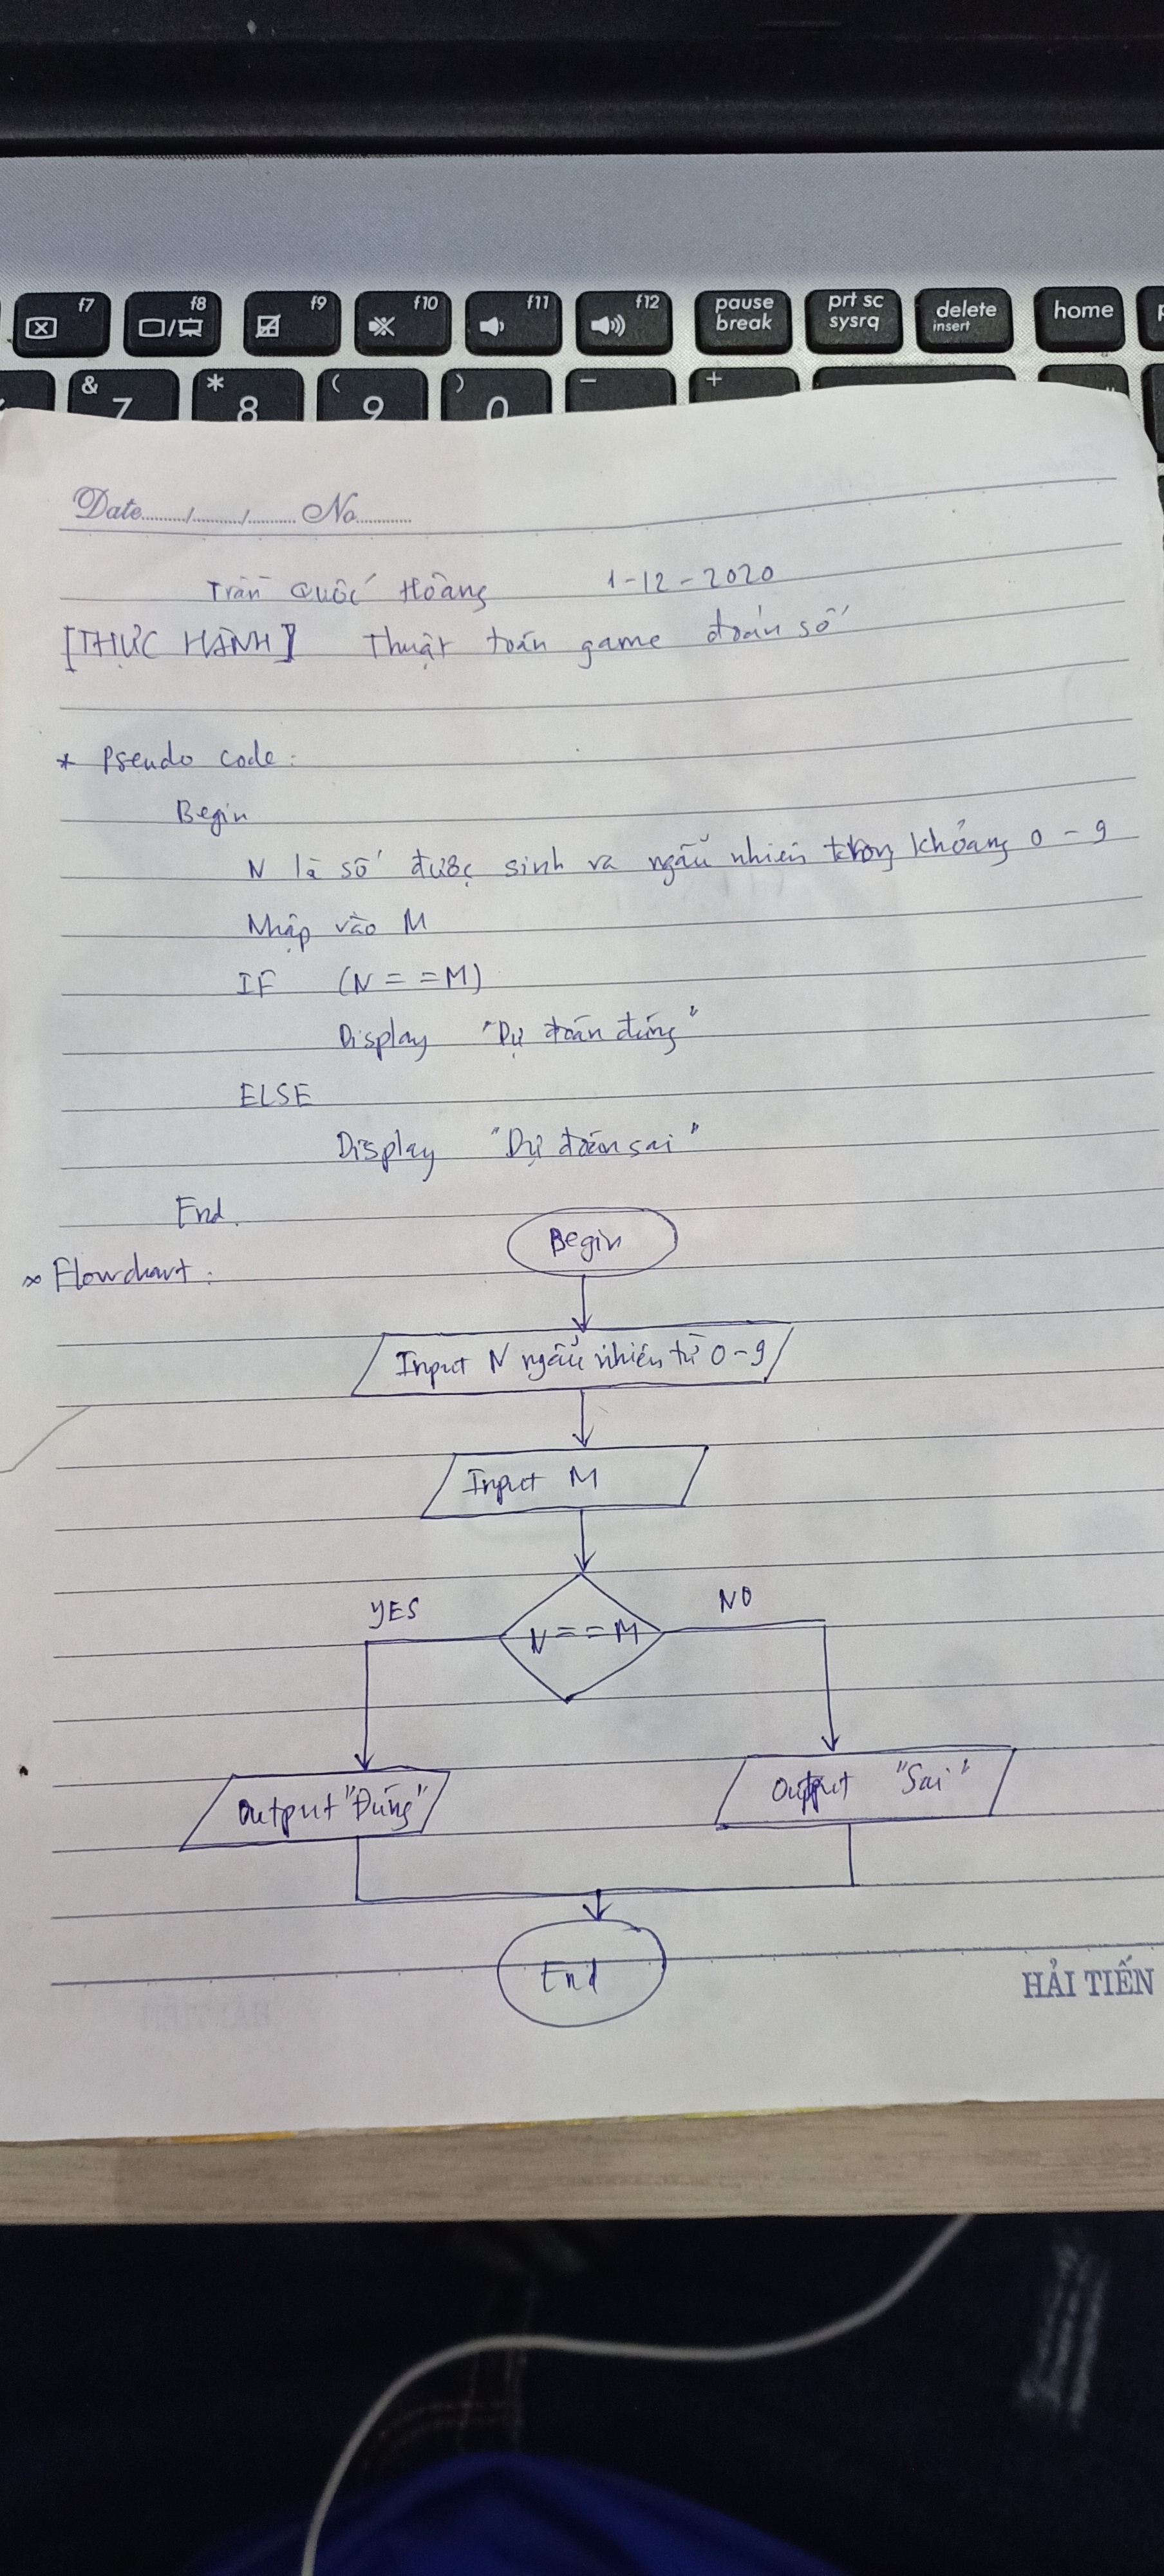 f7 f8 f9 f10 f11 f12 pause break prt sc sysrq delete insert home
& 7 * 8 ( 9 ) 0 − +
Date....../....../...... No.........
Trần Quốc Hoàng 1-12-2020
[THỰC HÀNH] Thuật toán game đoán số
* Pseudo code:
Begin
N là số được sinh ra ngẫu nhiên trong khoảng 0 - 9
Nhập vào M
IF (N = = M)
Display "Dự đoán đúng"
ELSE
Display "Dự đoán sai"
End.
* Flowchart:
Begin
Input N ngẫu nhiên từ 0-9
Input M
YES
N == M
NO
Output "Đúng"
Output "Sai"
End
HẢI TIẾN